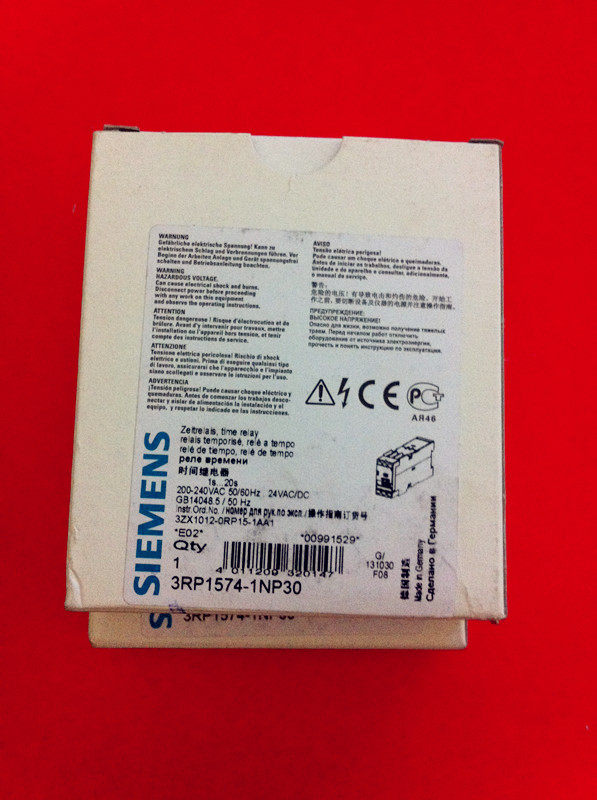 WARNUNG
Gefährliche elektrische Spannung! Kann zu
elektrischem Schlag und Verbrennungen führen. Vor
Beginn der Arbeiten Anlage und Gerät spannungsfrei
schalten und Betriebsanleitung beachten.
WARNING
HAZARDOUS VOLTAGE.
Can cause electrical shock and burns.
Disconnect power before proceeding
with any work on this equipment
and observe the operating instructions.
ATTENTION
Tension dangereuse ! Risque d'électrocution et de
brûlure. Avant d'y intervenir pour travaux, mettre
l'installation ou l'appareil hors tension, et tenir
compte des instructions de service.
ATTENZIONE
Tensione elettrica pericolosa! Rischio di shock
elettrico e ustioni. Prima di eseguire qualsiasi tipo
di lavoro, assicurarsi che l'apparecchio e l'impianto
siano scollegati e osservare le istruzioni per l'uso.
ADVERTENCIA
¡Tensión peligrosa! Puede causar choque eléctrico y
quemaduras. Antes de comenzar los trabajos desco-
nectar y aislar de alimentación la instalación y el
equipo, y respetar lo indicado en las instrucciones.
AVISO
Tensão elétrica perigosa!
Pode causar um choque elétrico e queimaduras.
Antes de iniciar os trabalhos, desligue a tensão da
Unidade e do aparelho e consultar, adicionalmente,
o manual do serviço.
警告:
危险的电压!有导致电击和灼伤的危险。开始工
作之前,要切断设备及仪器的电源并注意操作指南。
ПРЕДУПРЕЖДЕНИЕ:
ВЫСОКОЕ НАПРЯЖЕНИЕ!
Опасно для жизни, возможно получение тяжелых
травм. Перед началом работ отключить
оборудование от источника электроэнергии,
прочесть и понять инструкцию по эксплуатации.
CE
АЯ46
SIEMENS
Zeitrelais, time relay
relais temporisé, relè a tempo
relé de tiempo, relé de tempo
реле времени
时间继电器
1s...20s
200-240VAC 50/60Hz , 24VAC/DC
GB14048.5 / 50 Hz
Instr.Ord.No. / номер для рук.по эксп. / 操作指南订货号
3ZX1012-0RP15-1AA1
*E02* *00991529*
Qty
1
4 011209 320147
G/
131030
F08
德国制造
Made in Germany
Сделано в Германии
3RP1574-1NP30
S 3RP1574-1NP30